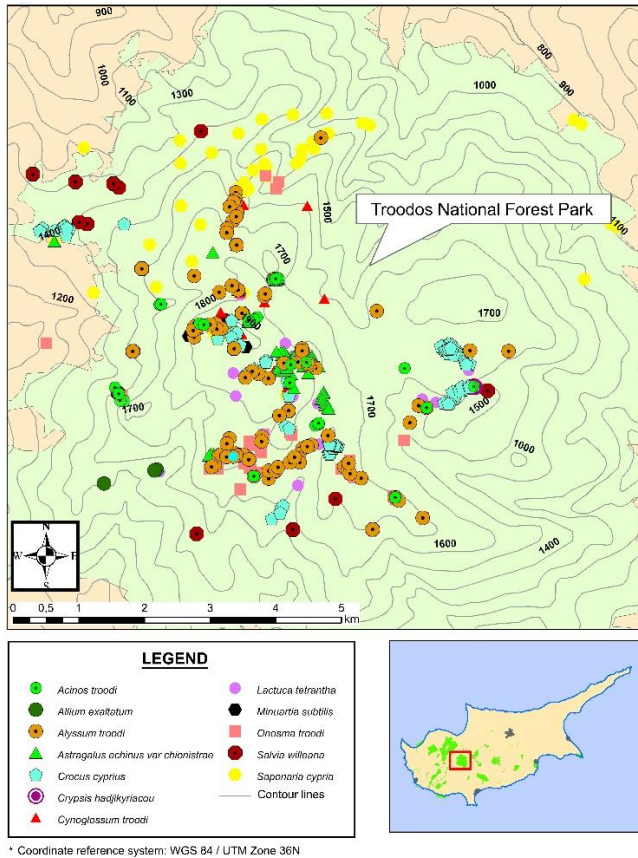 900
1000
1100
1300
1000
800
900
1500
Troodos National Forest Park
1100
1400
1700
1200
1800
1700
1700
1700
1500
1000
1400
1600
N
W E
S
0 0,5 1 2 3 4 5
km
LEGEND
Acinos troodi
Allium exaltatum
Alyssum troodi
Astragalus echinus var chionistrae
Crocus cyprius
Crypsis hadjikyriacou
Cynoglossum troodi
Lactuca tetrantha
Minuartia subtilis
Onosma troodi
Salvia willeana
Saponaria cypria
Contour lines
* Coordinate reference system: WGS 84 / UTM Zone 36N